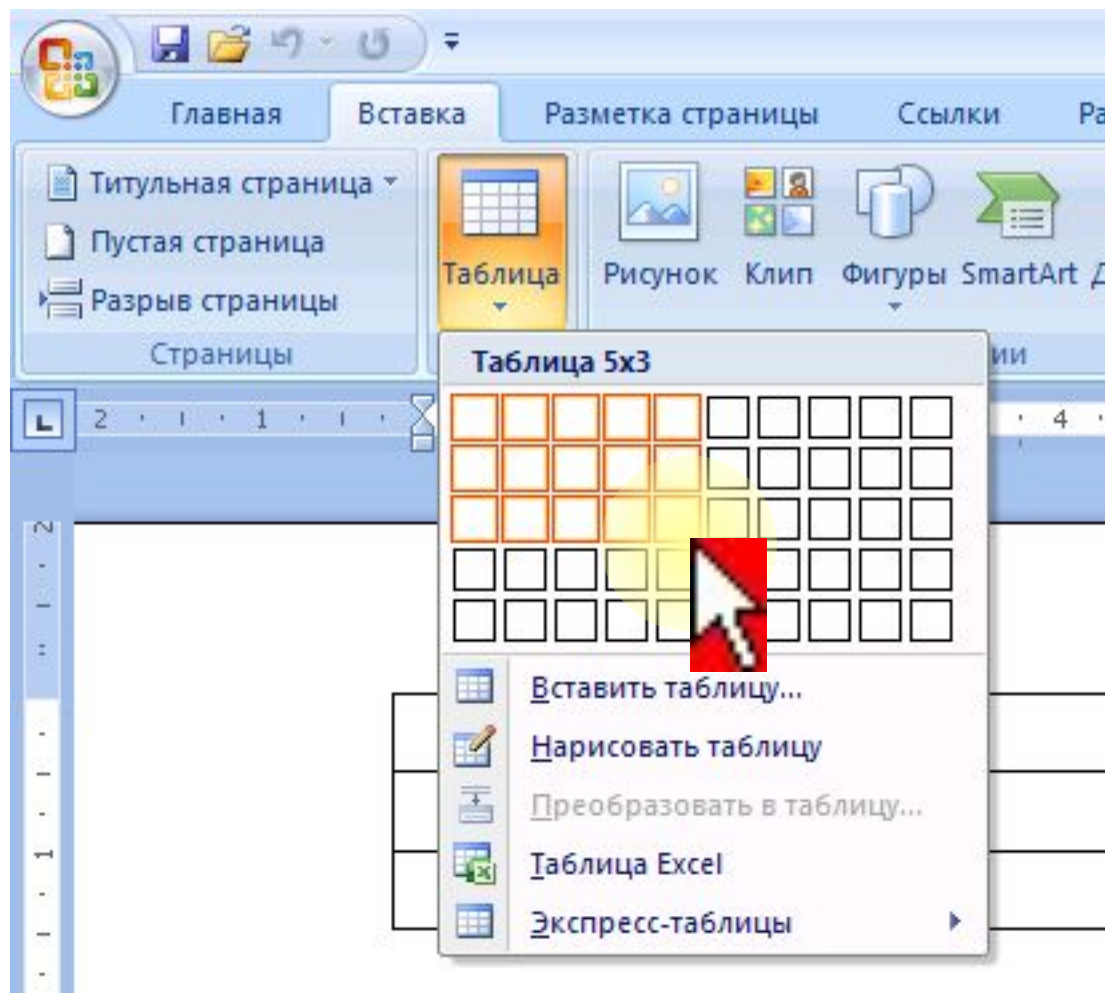 Главная Вставка Разметка страницы Ссылки
Титульная страница
Пустая страница
Разрыв страницы
Таблица Рисунок Клип Фигуры SmartArt
Страницы
Таблица 5x3
2 1 4
2
1
Вставить таблицу...
Нарисовать таблицу
Преобразовать в таблицу...
Таблица Excel
Экспресс-таблицы